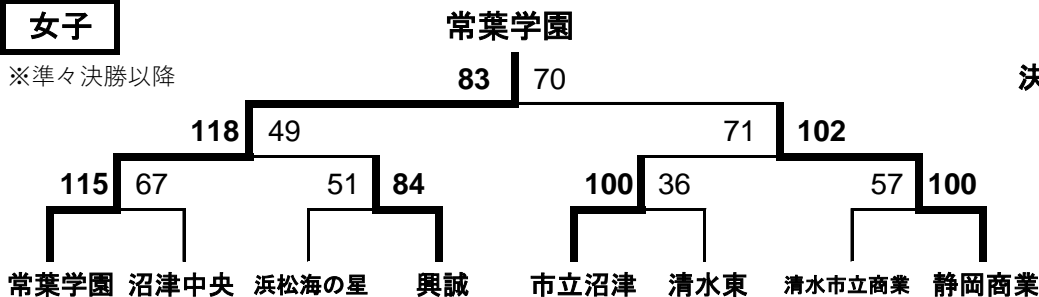 女子
常葉学園
※準々決勝以降
83 70
決
118 49 71 102
115 67 51 84 100 36 57 100
常葉学園 沼津中央 浜松海の星 興誠 市立沼津 清水東 清水市立商業 静岡商業